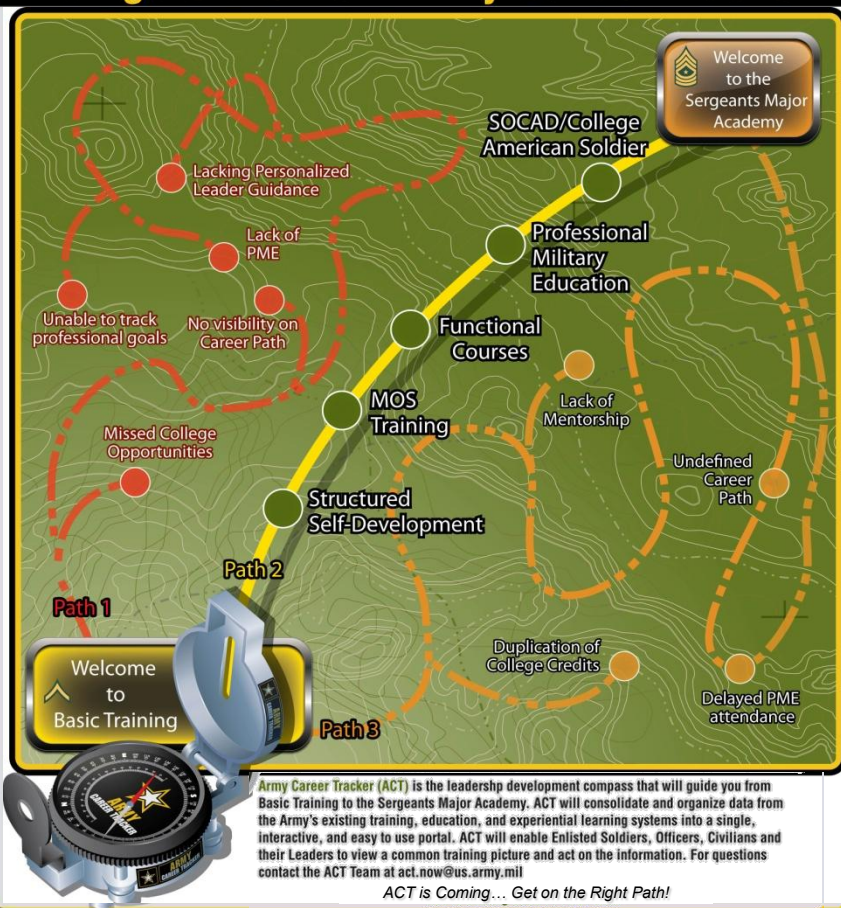 Welcome
to the
Sergeants Major
Academy
SOCAD/College
American Soldier
Lacking Personalized
Leader Guidance
Professional
Military
Education
Lack of
PME
Unable to track
professional goals
No visibility on
Career Path
Functional
Courses
Lack of
Mentorship
MOS
Training
Missed College
Opportunities
Undefined
Career
Path
Structured
Self-Development
Path 2
Path 1
Duplication of
College Credits
Delayed PME
attendance
Welcome
to
Basic Training
Path 3
ARMY
CAREER TRACKER
ARMY
CAREER TRACKER
ARMY
CAREER TRACKER
Army Career Tracker (ACT) is the leadershp development compass that will guide you from
Basic Training to the Sergeants Major Academy. ACT will consolidate and organize data from
the Army's existing training, education, and experiential learning systems into a single,
interactive, and easy to use portal. ACT will enable Enlisted Soldiers, Officers, Civilians and
their Leaders to view a common training picture and act on the information. For questions
contact the ACT Team at act.now@us.army.mil
ACT is Coming… Get on the Right Path!